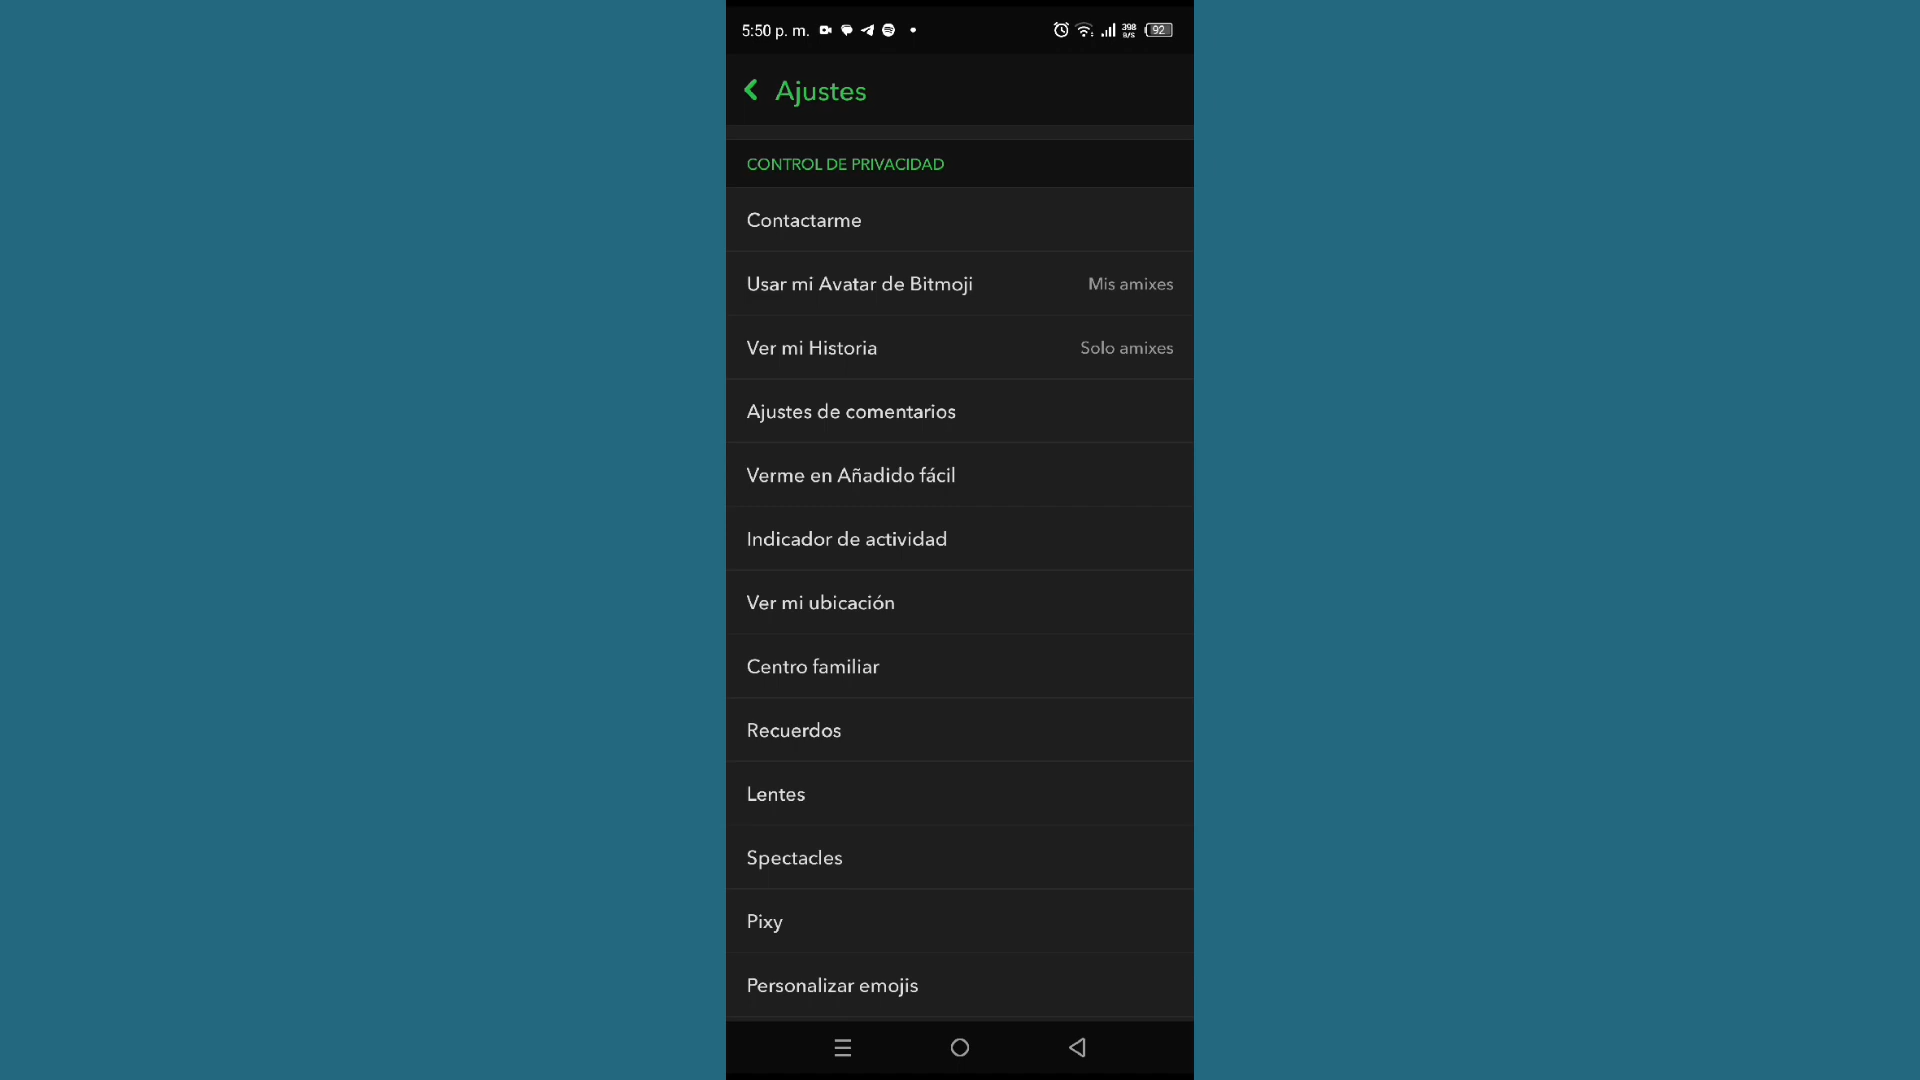 5:50 p. m.
398
B/S
92
Ajustes
CONTROL DE PRIVACIDAD
Contactarme
Usar mi Avatar de Bitmoji Mis amixes
Ver mi Historia Solo amixes
Ajustes de comentarios
Verme en Añadido fácil
Indicador de actividad
Ver mi ubicación
Centro familiar
Recuerdos
Lentes
Spectacles
Pixy
Personalizar emojis